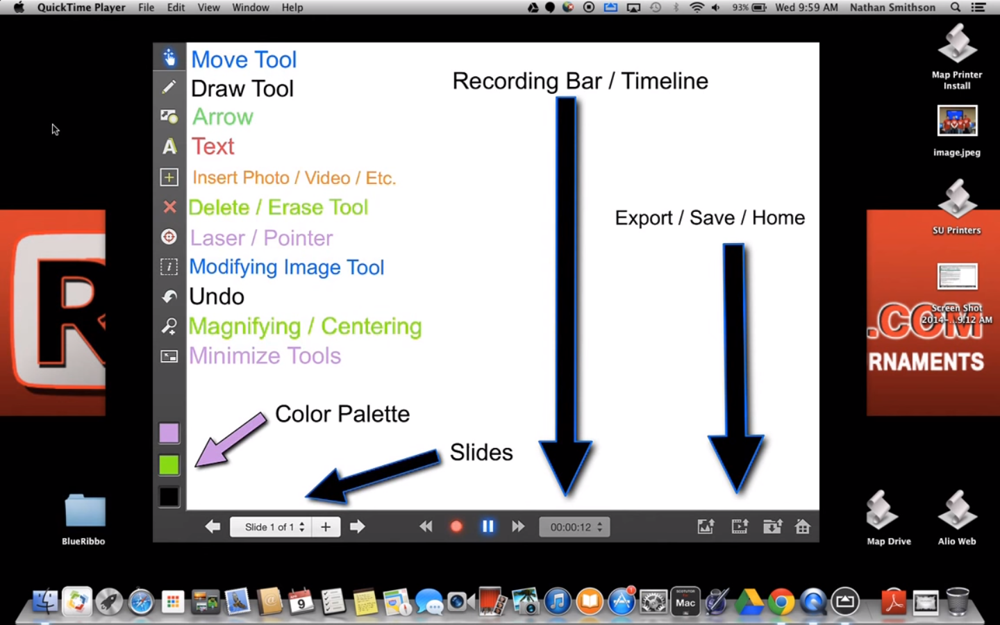 QuickTime Player File Edit View Window Help 93% Wed 9:59 AM Nathan Smithson
Move Tool
Draw Tool
Arrow
A Text
Insert Photo / Video / Etc.
Delete / Erase Tool
Laser / Pointer
i Modifying Image Tool
Undo
Magnifying / Centering
Minimize Tools
Recording Bar / Timeline
Export / Save / Home
Color Palette
Slides
Slide 1 of 1 +
00:00:12
Map Printer
Install
image.jpeg
SU Printers
Screen Shot
2014-...9.12 AM
R
.COM
RNAMENTS
BlueRibbo
Map Drive
Alio Web
9
1
Mac